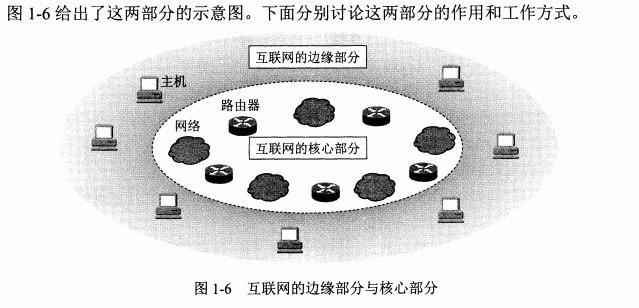 图 1-6 给出了这两部分的示意图。下面分别讨论这两部分的作用和工作方式。
互联网的边缘部分
主机
路由器
网络
互联网的核心部分
图 1-6 互联网的边缘部分与核心部分